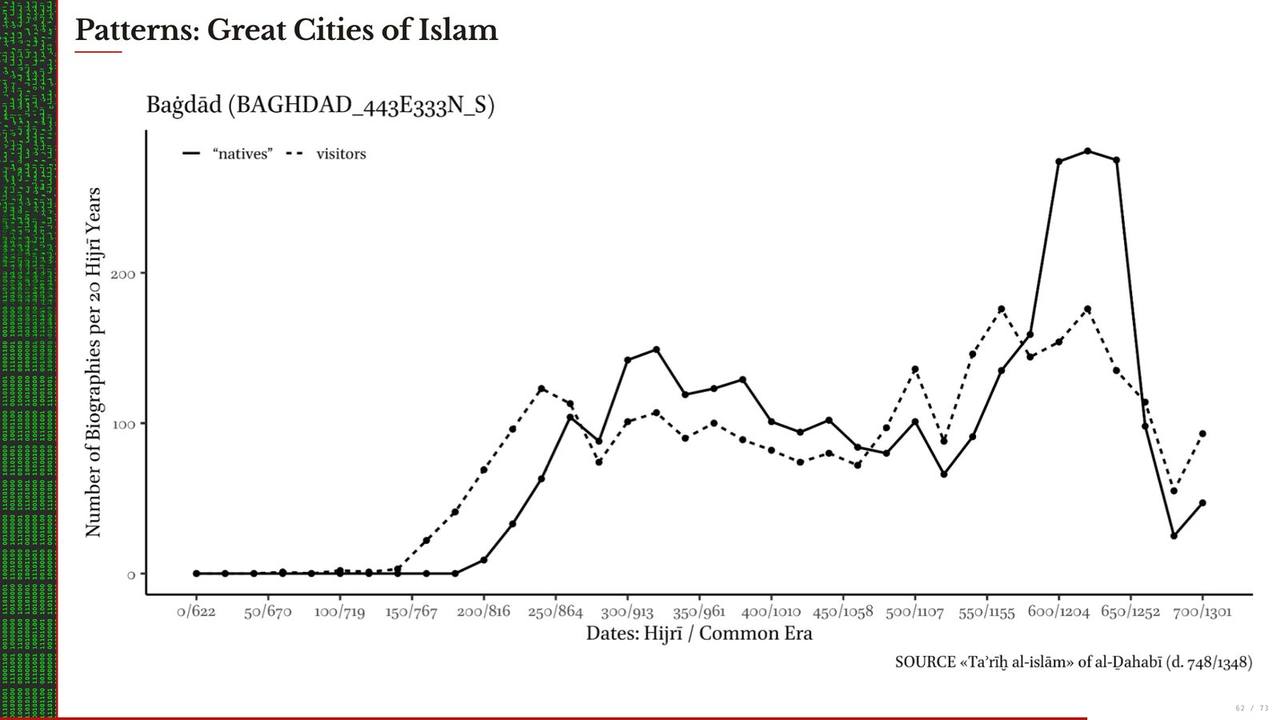 Patterns: Great Cities of Islam
Baġdād (BAGHDAD_443E333N_S)
“natives” visitors
Number of Biographies per 20 Hijrī Years
200
100
0
0/622 50/670 100/719 150/767 200/816 250/864 300/913 350/961 400/1010 450/1058 500/1107 550/1155 600/1204 650/1252 700/1301
Dates: Hijrī / Common Era
SOURCE «Taʾrīḫ al-islām» of al-Ḏahabī (d. 748/1348)
62 / 73